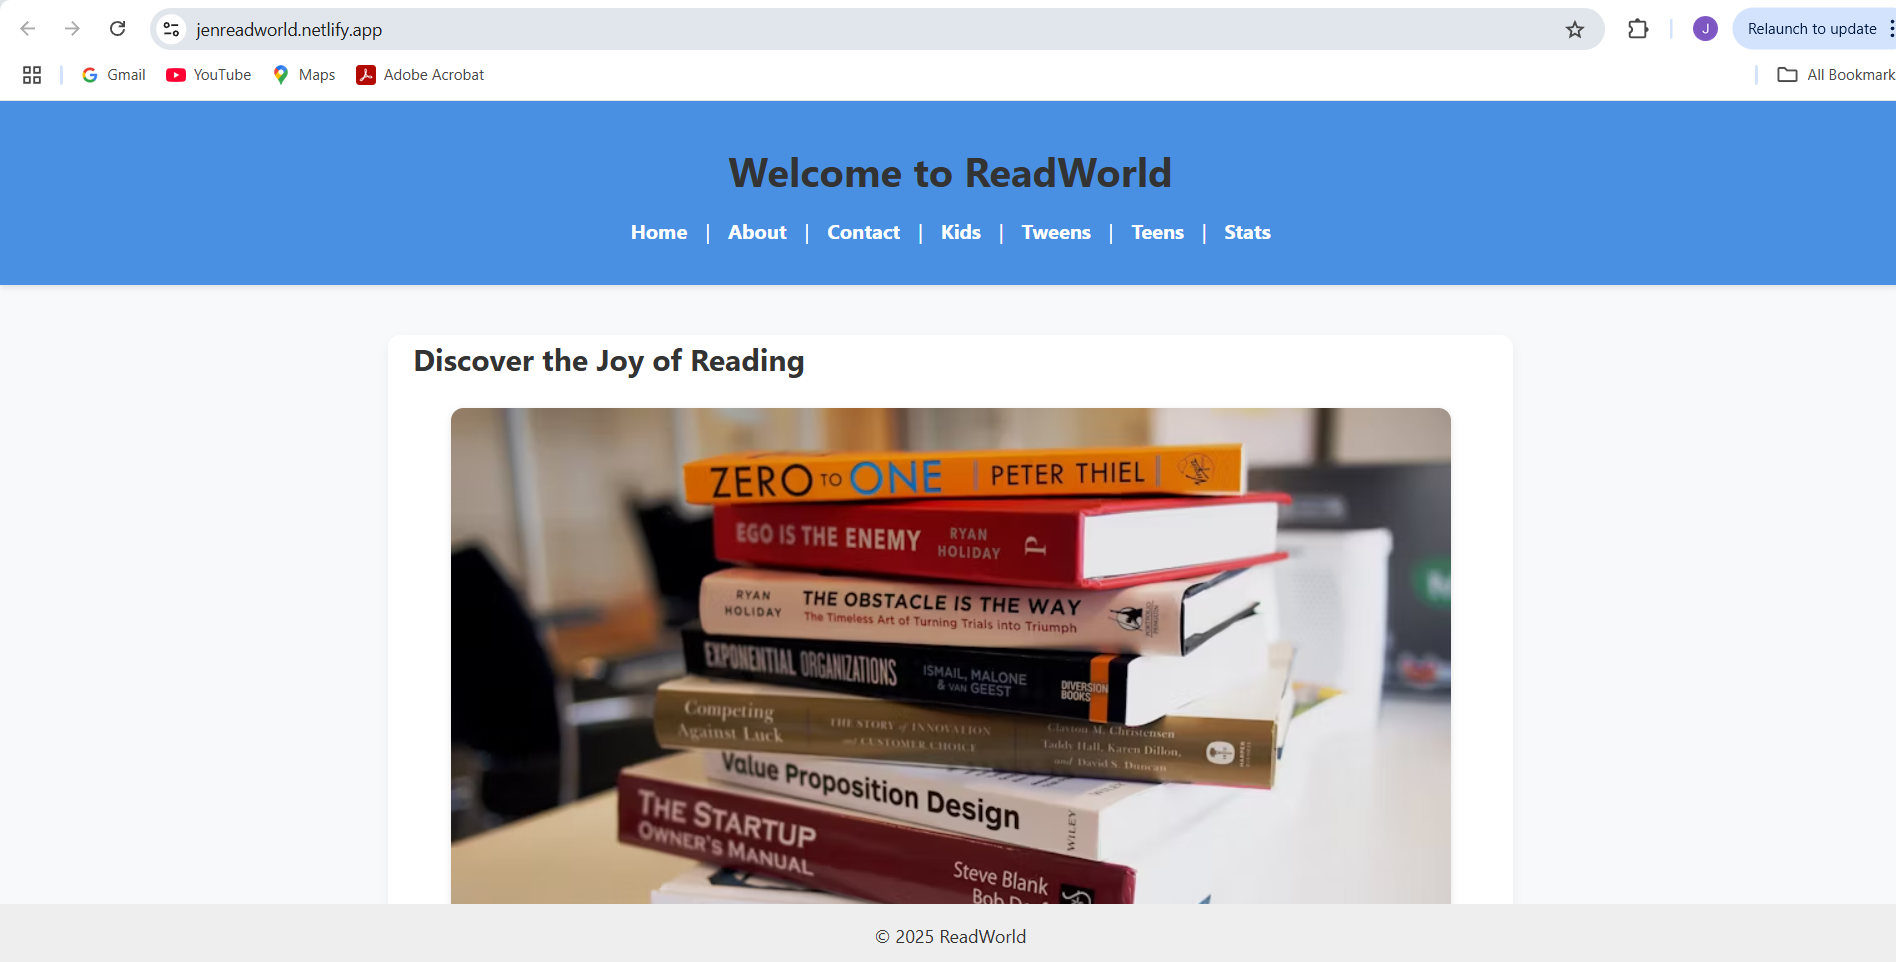 jenreadworld.netlify.app
J
Relaunch to update
Gmail
YouTube
Maps
Adobe Acrobat
All Bookmark
Welcome to ReadWorld
Home | About | Contact | Kids | Tweens | Teens | Stats
Discover the Joy of Reading
ZERO TO ONE | PETER THIEL |
EGO IS THE ENEMY RYAN HOLIDAY P
RYAN HOLIDAY
THE OBSTACLE IS THE WAY
The Timeless Art of Turning Trials into Triumph
EXPONENTIAL ORGANIZATIONS
ISMAIL, MALONE
& VAN GEEST
DIVERSION
BOOKS
Competing
Against Luck
THE STORY of INNOVATION
and CUSTOMER CHOICE
Clayton M. Christensen
Taddy Hall, Karen Dillon,
and David S. Duncan
Value Proposition Design
WILEY
THE STARTUP
OWNER'S MANUAL
Steve Blank
Bob
© 2025 ReadWorld